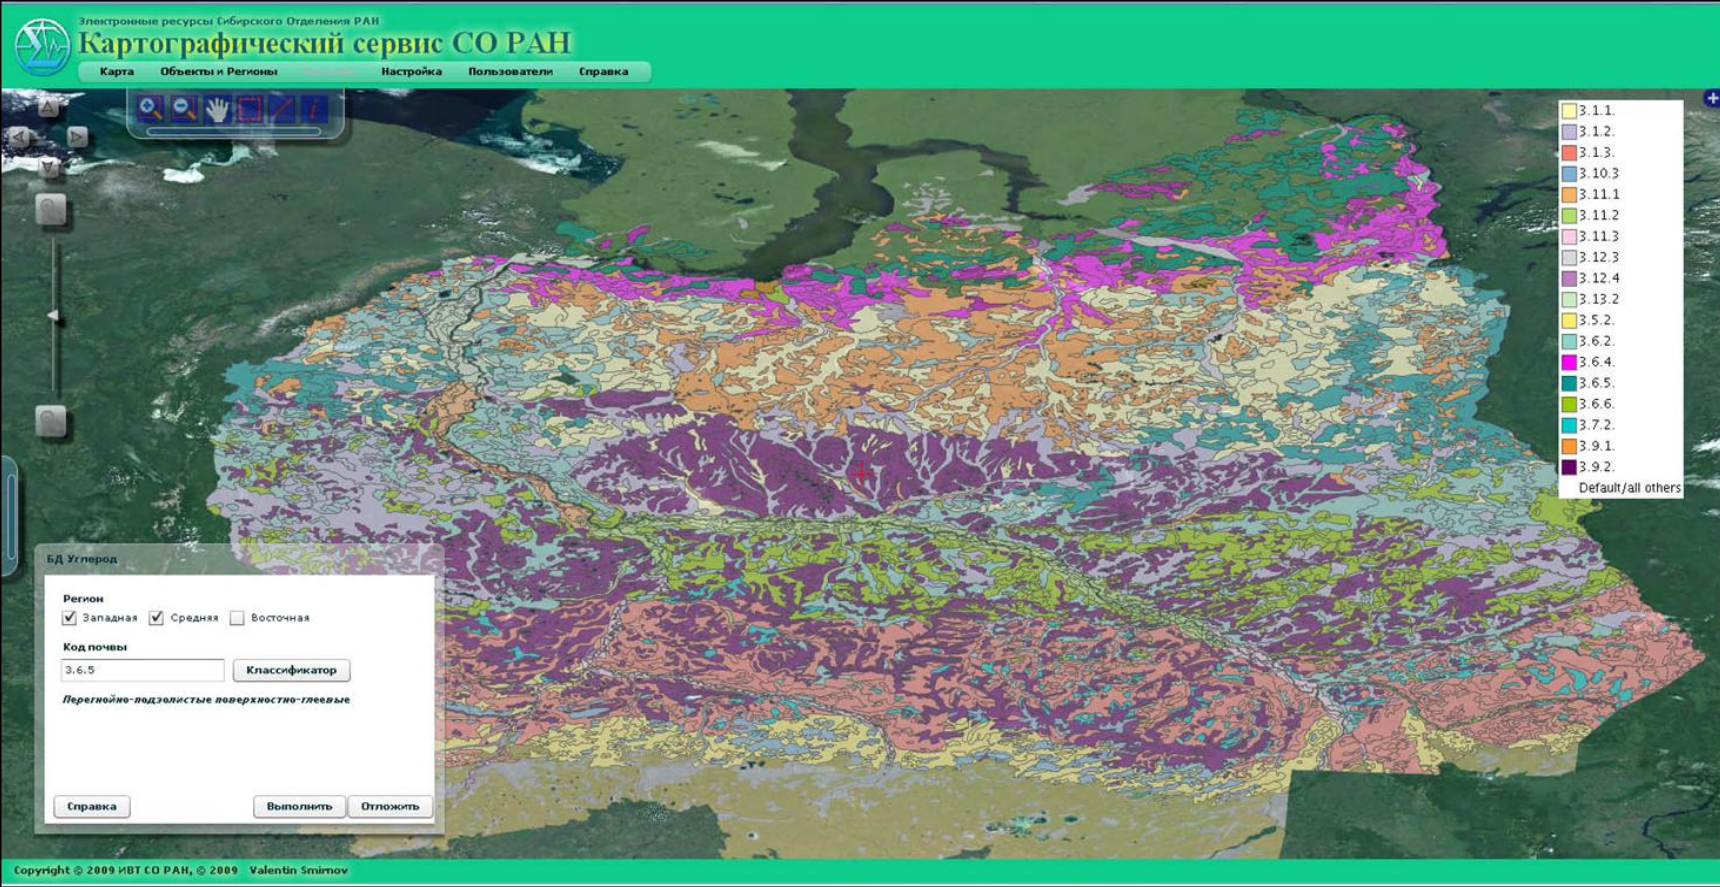 Электронные ресурсы Сибирского Отделения РАН
Картографический сервис СО РАН
Карта Объекты и Регионы Настройка Пользователи Справка
3.1.1.
3.1.2.
3.1.3.
3.10.3
3.11.1
3.11.2
3.11.3
3.12.3
3.12.4
3.13.2
3.5.2.
3.6.2.
3.6.4.
3.6.5.
3.6.6.
3.7.2.
3.9.1.
3.9.2.
Default/all others
БД Углерод
Регион
Западная Средняя Восточная
Код почвы
3.6.5 Классификатор
Перегнойно-подзолистые поверхностно-глеевые
Справка Выполнить Отложить
Copyright © 2009 ИВТ СО РАН, © 2009 Valentin Smirnov